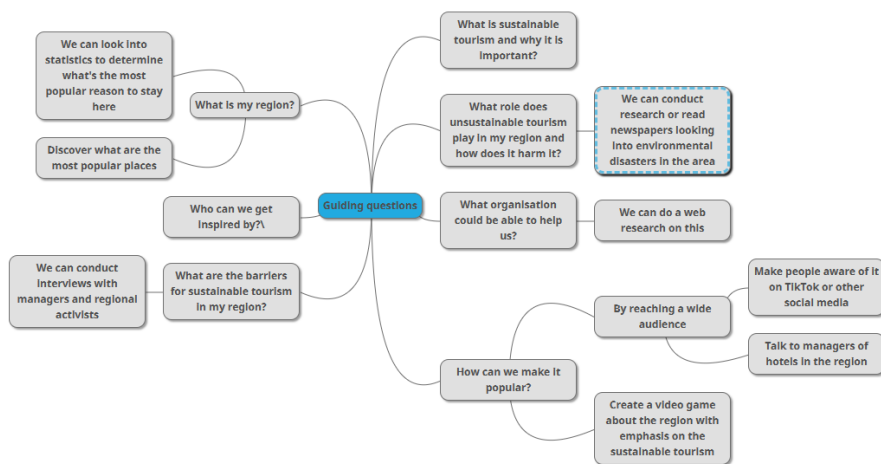 We can look into
statistics to determine
what's the most
popular reason to stay
here
Discover what are the
most popular places
What is my region?
Who can we get
inspired by?\
We can conduct
interviews with
managers and regional
activists
What are the barriers
for sustainable tourism
in my region?
Guiding questions
What is sustainable
tourism and why it is
important?
What role does
unsustainable tourism
play in my region and
how does it harm it?
We can conduct
research or read
newspapers looking
into environmental
disasters in the area
What organisation
could be able to help
us?
We can do a web
research on this
How can we make it
popular?
By reaching a wide
audience
Make people aware of it
on TikTok or other
social media
Talk to managers of
hotels in the region
Create a video game
about the region with
emphasis on the
sustainable tourism